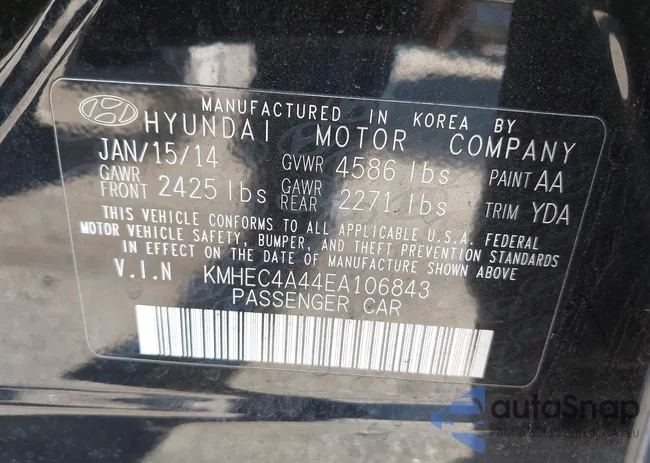 MANUFACTURED IN KOREA BY
HYUNDAI MOTOR COMPANY
JAN/15/14 GVWR 4586 lbs PAINT AA
GAWR FRONT 2425 lbs GAWR REAR 2271 lbs TRIM YDA
THIS VEHICLE CONFORMS TO ALL APPLICABLE U.S.A. FEDERAL
MOTOR VEHICLE SAFETY, BUMPER, AND THEFT PREVENTION STANDARDS
IN EFFECT ON THE DATE OF MANUFACTURE SHOWN ABOVE
V.I.N KMHEC4A44EA106843
PASSENGER CAR
autoSnap